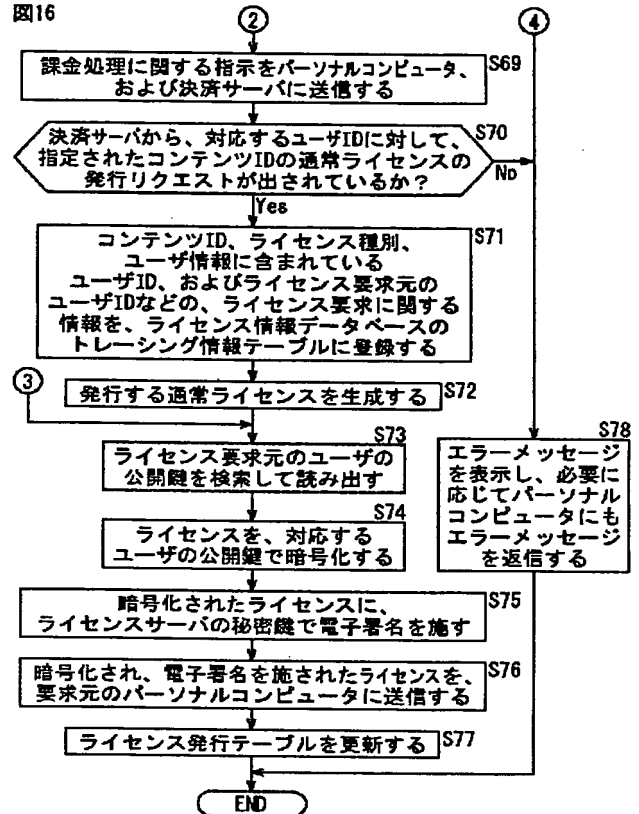 図16
②
④
課金処理に関する指示をパーソナルコンピュータ、
および決済サーバに送信する
S69
決済サーバから、対応するユーザIDに対して、
指定されたコンテンツIDの通常ライセンスの
発行リクエストが出されているか?
S70
No
Yes
コンテンツID、ライセンス種別、
ユーザ情報に含まれている
ユーザID、およびライセンス要求元の
ユーザIDなどの、ライセンス要求に関する
情報を、ライセンス情報データベースの
トレーシング情報テーブルに登録する
S71
③
発行する通常ライセンスを生成する
S72
S73
ライセンス要求元のユーザの
公開鍵を検索して読み出す
S74
ライセンスを、対応する
ユーザの公開鍵で暗号化する
S78
エラーメッセージ
を表示し、必要に
応じてパーソナル
コンピュータにも
エラーメッセージ
を返信する
暗号化されたライセンスに、
ライセンスサーバの秘密鍵で電子署名を施す
S75
暗号化され、電子署名を施されたライセンスを、
要求元のパーソナルコンピュータに送信する
S76
ライセンス発行テーブルを更新する
S77
END